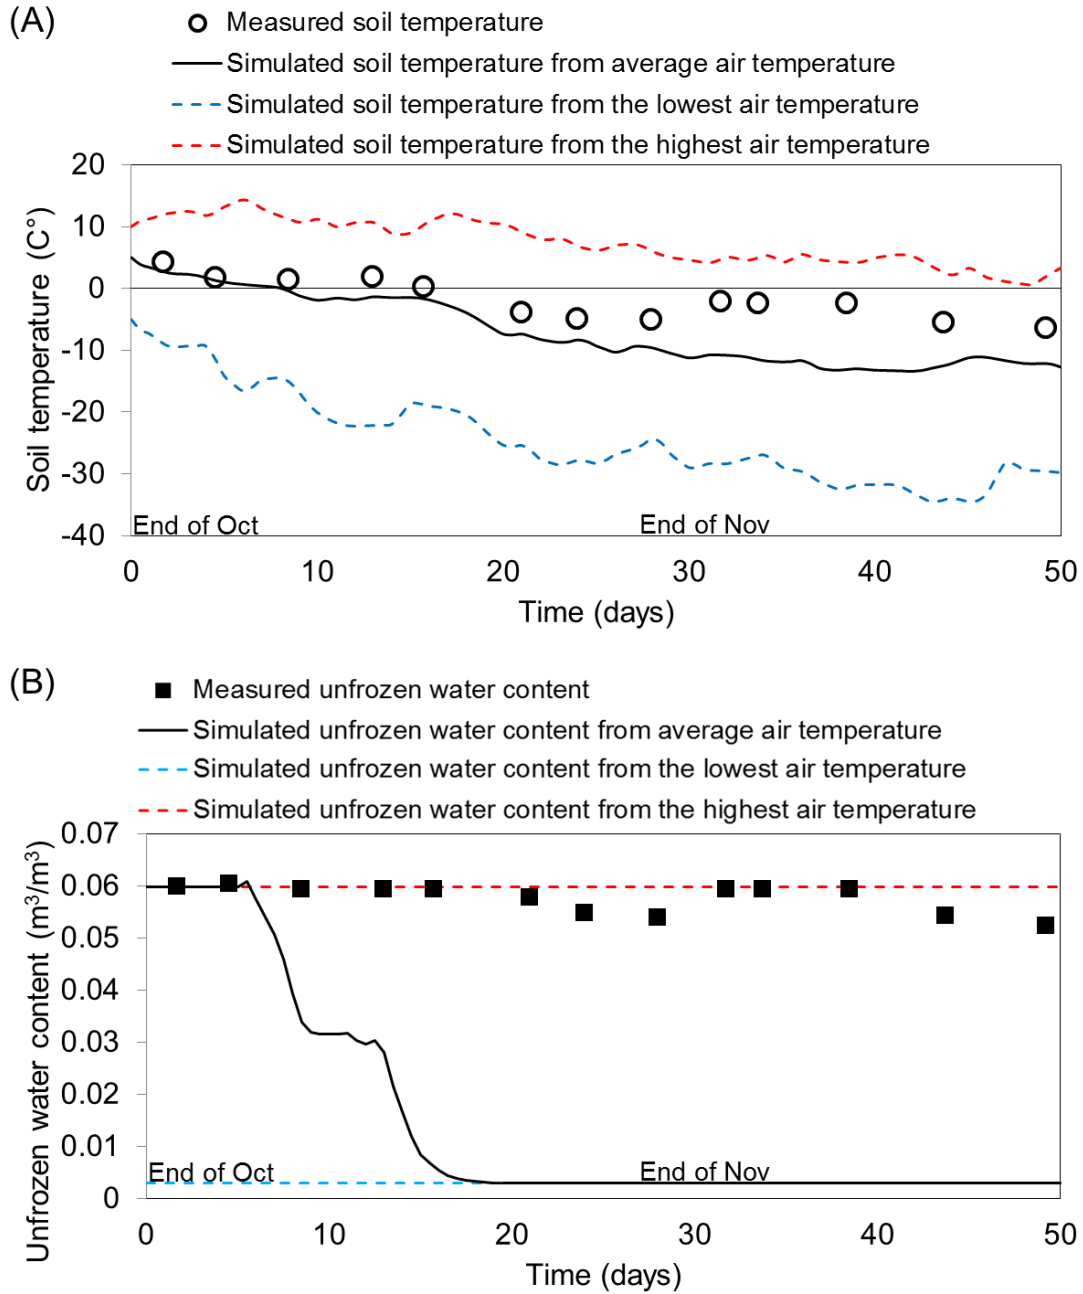 (A)
Measured soil temperature
Simulated soil temperature from average air temperature
Simulated soil temperature from the lowest air temperature
Simulated soil temperature from the highest air temperature
20
10
0
-10
-20
-30
-40
Soil temperature (C°)
End of Oct
End of Nov
0 10 20 30 40 50
Time (days)
(B)
Measured unfrozen water content
Simulated unfrozen water content from average air temperature
Simulated unfrozen water content from the lowest air temperature
Simulated unfrozen water content from the highest air temperature
0.07
0.06
0.05
0.04
0.03
0.02
0.01
0
Unfrozen water content (m³/m³)
End of Oct
End of Nov
0 10 20 30 40 50
Time (days)